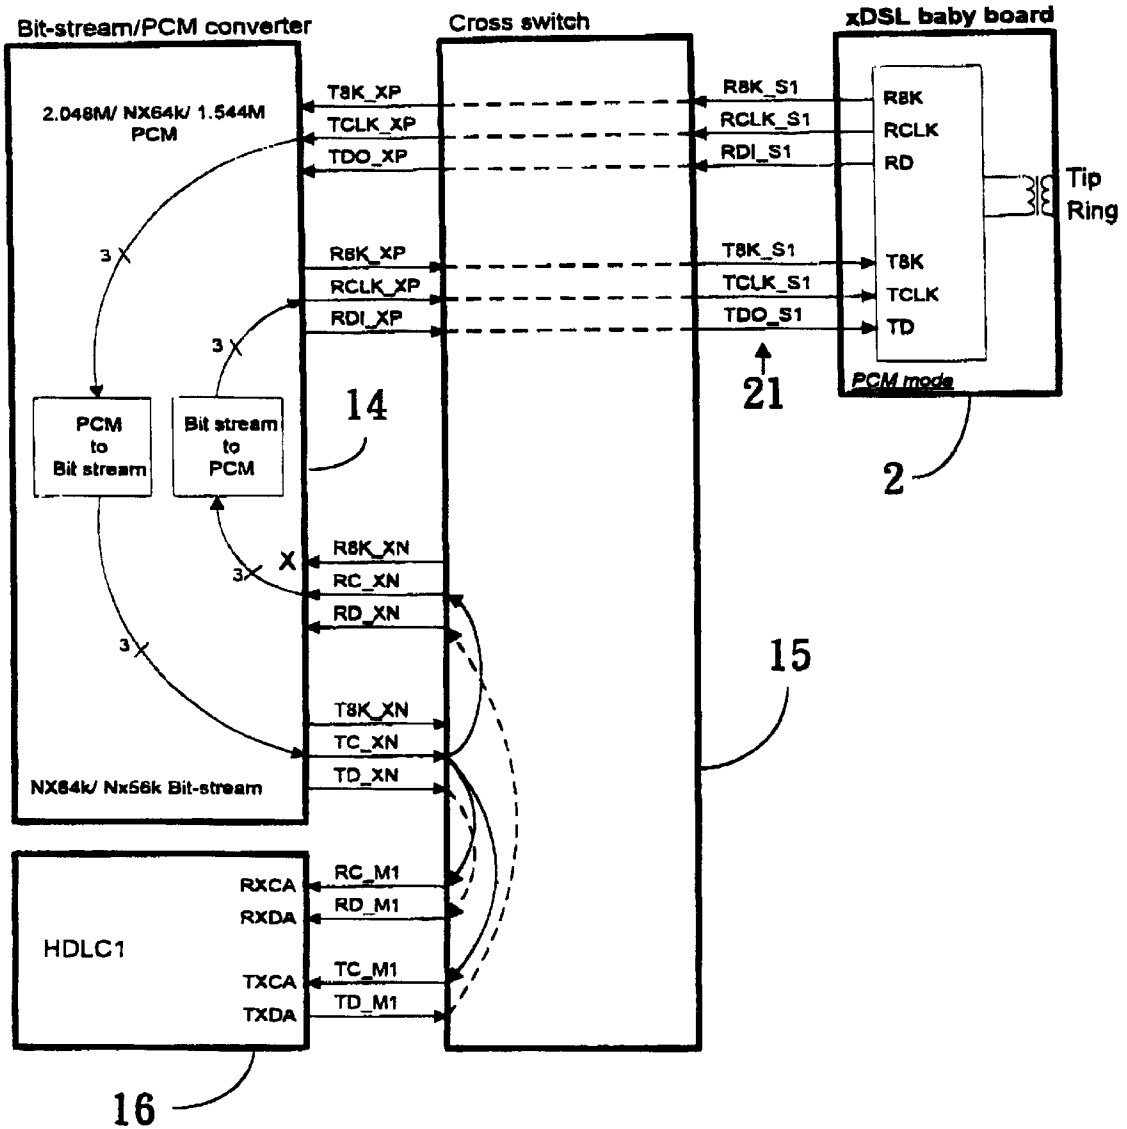 Bit-stream/PCM converter
Cross switch
xDSL baby board
2.048M/ NX64k/ 1.544M
PCM
T8K_XP
TCLK_XP
TDO_XP
R8K_S1
RCLK_S1
RDI_S1
R8K
RCLK
RD
Tip
Ring
3
R8K_XP
RCLK_XP
RDI_XP
T8K_S1
TCLK_S1
TDO_S1
T8K
TCLK
TD
3
21
PCM mode
14
2
PCM
to
Bit stream
Bit stream
to
PCM
X
R8K_XN
RC_XN
RD_XN
3
3
15
T8K_XN
TC_XN
TD_XN
NX64k/ Nx56k Bit-stream
RXCA
RC_M1
RXDA
RD_M1
HDLC1
TXCA
TC_M1
TXDA
TD_M1
16